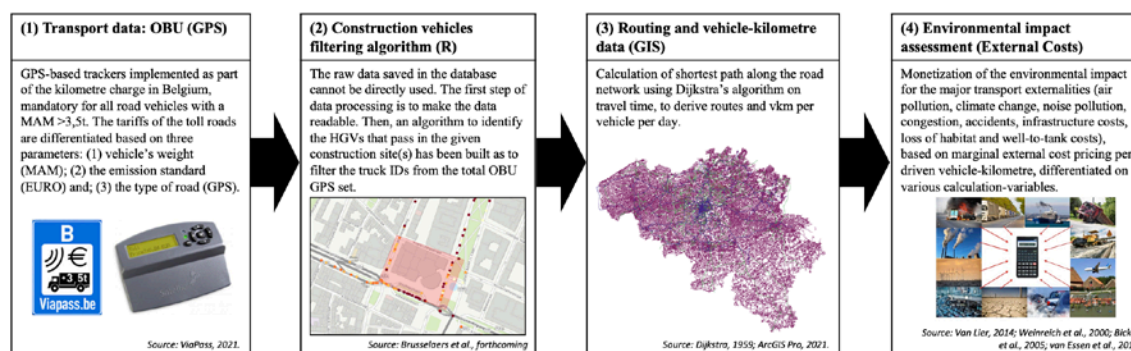 (1) Transport data: OBU (GPS)
GPS-based trackers implemented as part
of the kilometre charge in Belgium,
mandatory for all road vehicles with a
MAM >3,5t. The tariffs of the toll roads
are differentiated based on three
parameters: (1) vehicle's weight
(MAM); (2) the emission standard
(EURO) and; (3) the type of road (GPS).
B
€
+3,5t
Viapass.be
Source: ViaPass, 2021.
(2) Construction vehicles
filtering algorithm (R)
The raw data saved in the database
cannot be directly used. The first step of
data processing is to make the data
readable. Then, an algorithm to identify
the HGVs that pass in the given
construction site(s) has been built as to
filter the truck IDs from the total OBU
GPS set.
Source: Brusselaers et al., forthcoming
(3) Routing and vehicle-kilometre
data (GIS)
Calculation of shortest path along the road
network using Dijkstra's algorithm on
travel time, to derive routes and vkm per
vehicle per day.
Source: Dijkstra, 1959; ArcGIS Pro, 2021.
(4) Environmental impact
assessment (External Costs)
Monetization of the environmental impact
for the major transport externalities (air
pollution, climate change, noise pollution,
congestion, accidents, infrastructure costs,
loss of habitat and well-to-tank costs),
based on marginal external cost pricing per
driven vehicle-kilometre, differentiated on
various calculation-variables.
Source: Van Lier, 2014; Weinreich et al., 2000; Bick
et al., 2005; van Essen et al., 201